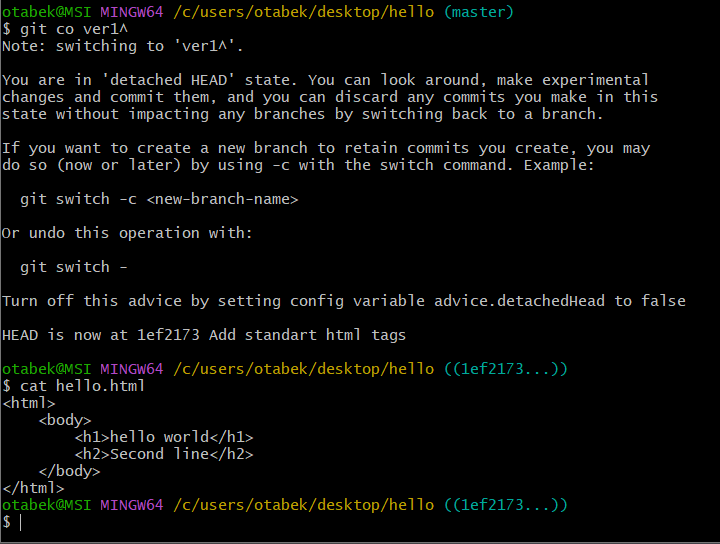 otabek@MSI MINGW64 /c/users/otabek/desktop/hello (master)
$ git co ver1^
Note: switching to 'ver1^'.

You are in 'detached HEAD' state. You can look around, make experimental
changes and commit them, and you can discard any commits you make in this
state without impacting any branches by switching back to a branch.

If you want to create a new branch to retain commits you create, you may
do so (now or later) by using -c with the switch command. Example:

  git switch -c <new-branch-name>

Or undo this operation with:

  git switch -

Turn off this advice by setting config variable advice.detachedHead to false

HEAD is now at 1ef2173 Add standart html tags

otabek@MSI MINGW64 /c/users/otabek/desktop/hello ((1ef2173...))
$ cat hello.html
<html>
    <body>
        <h1>hello world</h1>
        <h2>Second line</h2>
    </body>
</html>
otabek@MSI MINGW64 /c/users/otabek/desktop/hello ((1ef2173...))
$